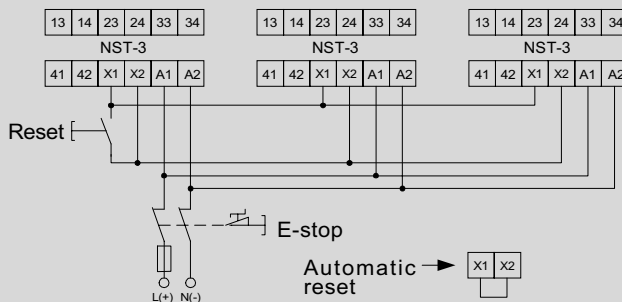 13 14 23 24 33 34 13 14 23 24 33 34 13 14 23 24 33 34
NST-3 NST-3 NST-3
41 42 X1 X2 A1 A2 41 42 X1 X2 A1 A2 41 42 X1 X2 A1 A2
Reset
E-stop
Automatic reset
X1 X2
L(+) N(-)